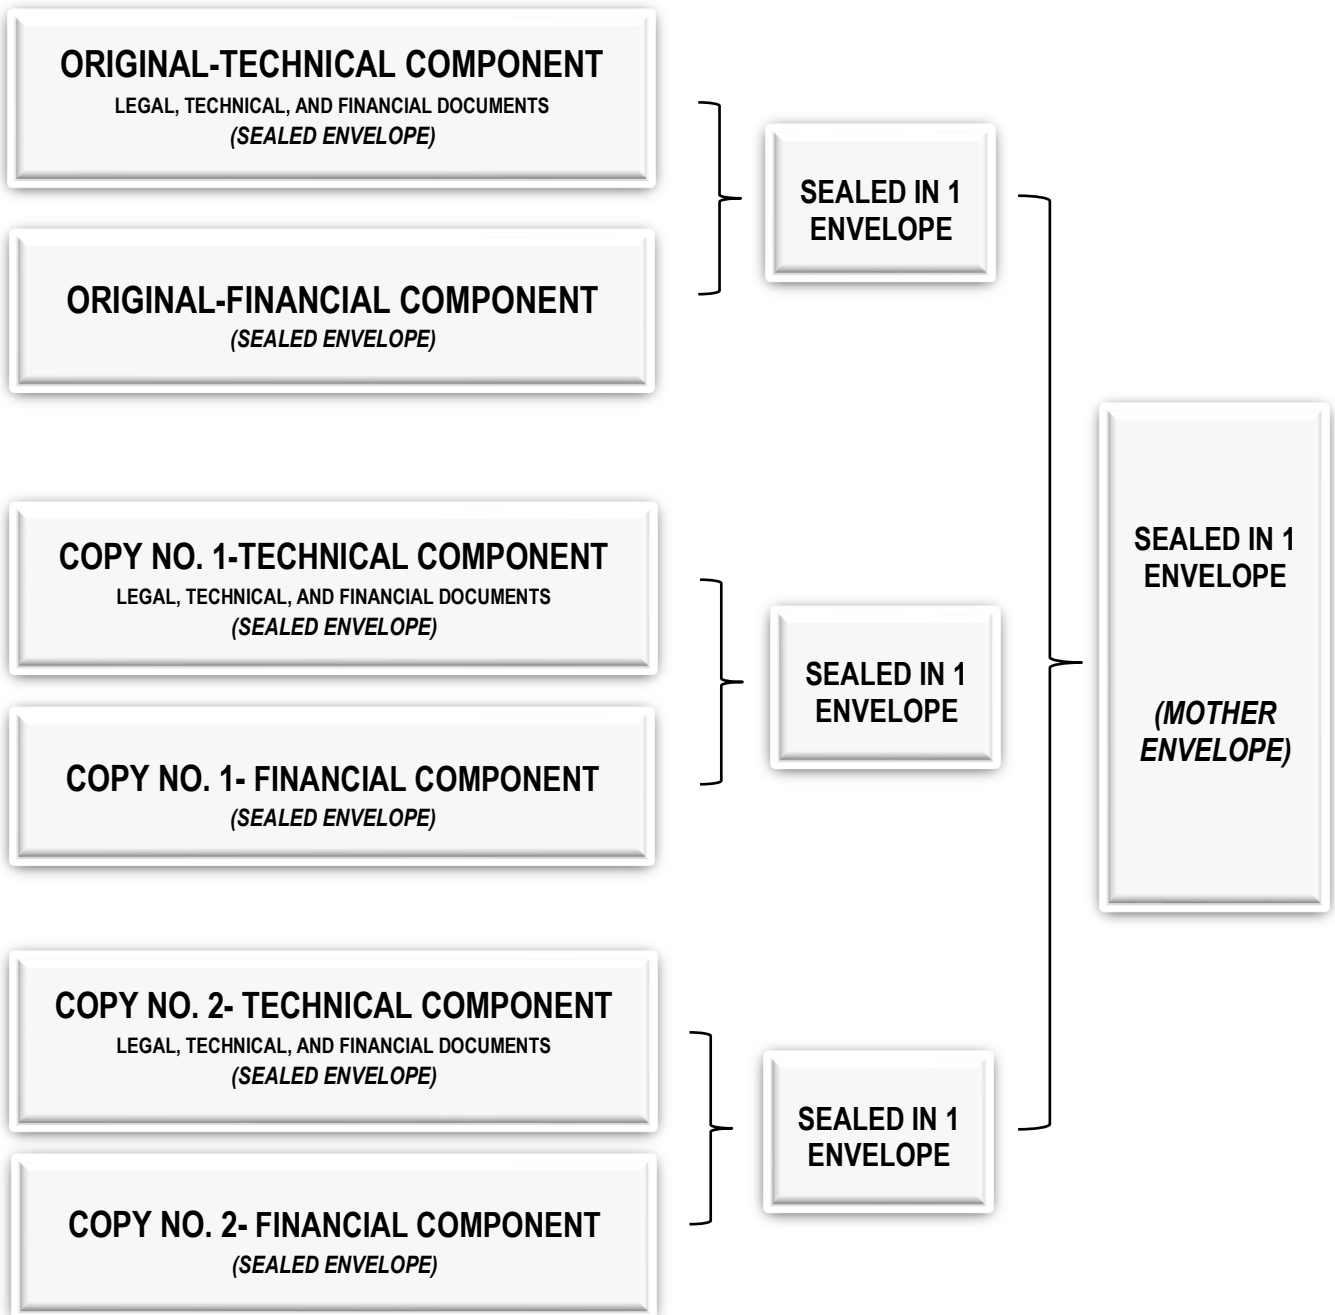 ORIGINAL-TECHNICAL COMPONENT
LEGAL, TECHNICAL, AND FINANCIAL DOCUMENTS
(SEALED ENVELOPE)
ORIGINAL-FINANCIAL COMPONENT
(SEALED ENVELOPE)
SEALED IN 1
ENVELOPE
COPY NO. 1-TECHNICAL COMPONENT
LEGAL, TECHNICAL, AND FINANCIAL DOCUMENTS
(SEALED ENVELOPE)
COPY NO. 1- FINANCIAL COMPONENT
(SEALED ENVELOPE)
SEALED IN 1
ENVELOPE
COPY NO. 2- TECHNICAL COMPONENT
LEGAL, TECHNICAL, AND FINANCIAL DOCUMENTS
(SEALED ENVELOPE)
COPY NO. 2- FINANCIAL COMPONENT
(SEALED ENVELOPE)
SEALED IN 1
ENVELOPE
SEALED IN 1
ENVELOPE
(MOTHER
ENVELOPE)